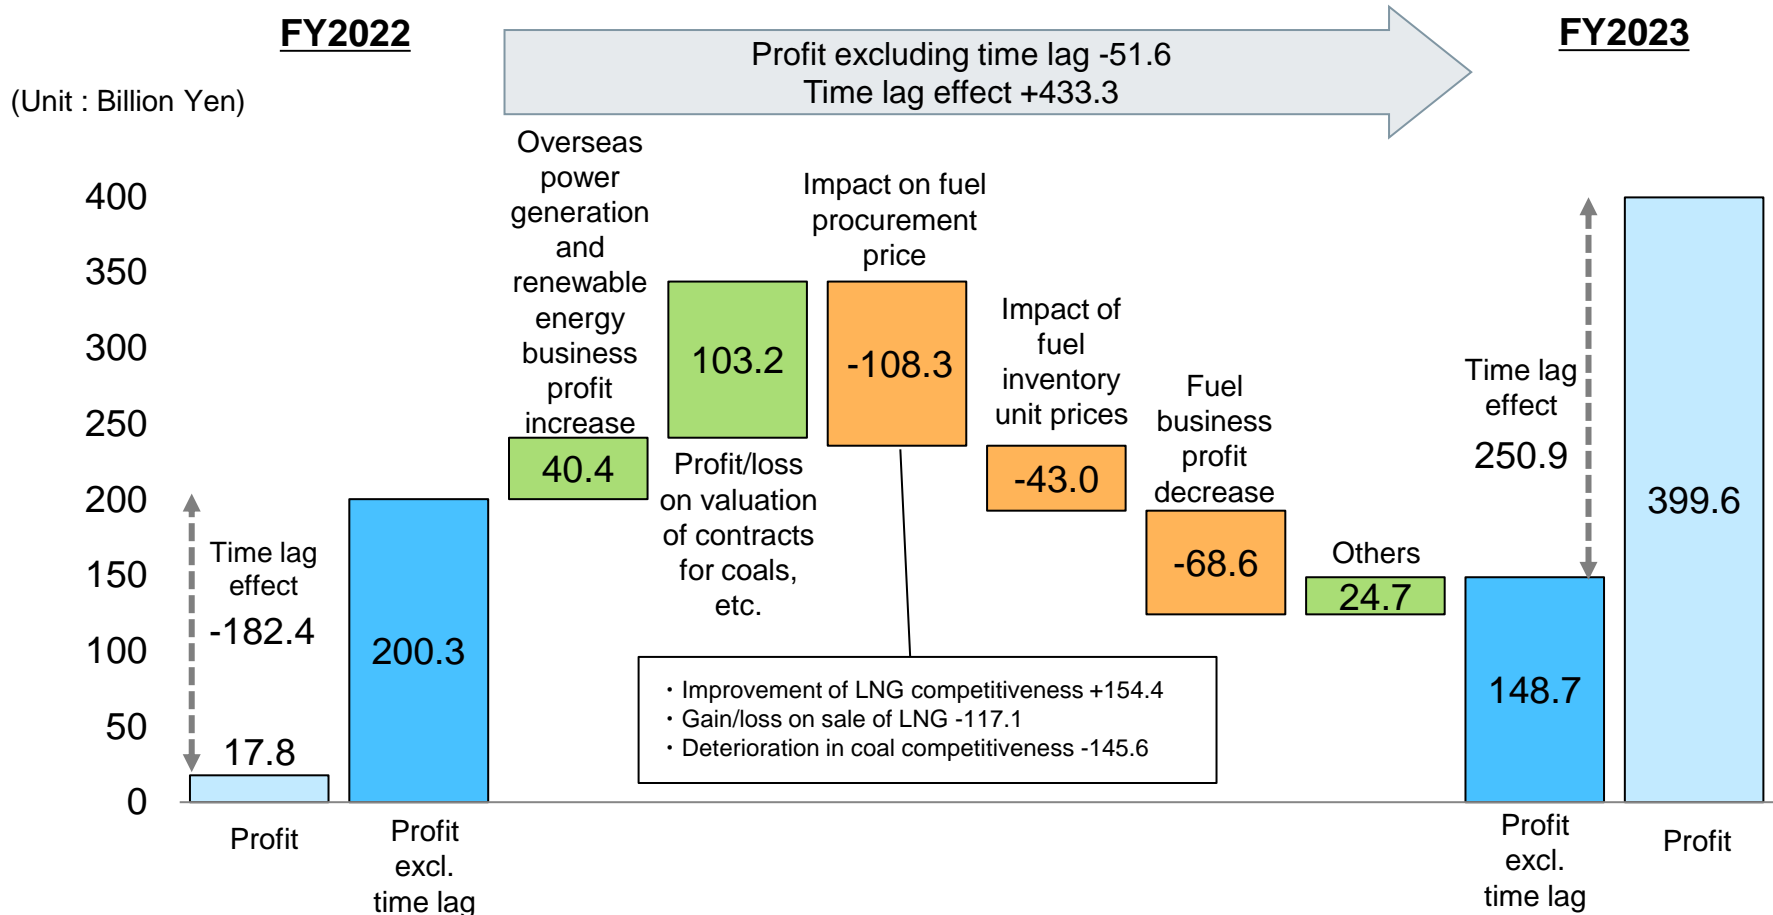 FY2022
Profit excluding time lag -51.6
Time lag effect +433.3
FY2023
(Unit : Billion Yen)
400
350
300
250
200
150
100
50
0
Time lag
effect
-182.4
17.8
Profit
200.3
Profit
excl.
time lag
Overseas
power
generation
and
renewable
energy
business
profit
increase
40.4
103.2
Profit/loss
on valuation
of contracts
for coals,
etc.
Impact on fuel
procurement
price
-108.3
・Improvement of LNG competitiveness +154.4
・Gain/loss on sale of LNG -117.1
・Deterioration in coal competitiveness -145.6
Impact of
fuel
inventory
unit prices
-43.0
Fuel
business
profit
decrease
-68.6
Others
24.7
Time lag
effect
250.9
148.7
Profit
excl.
time lag
399.6
Profit